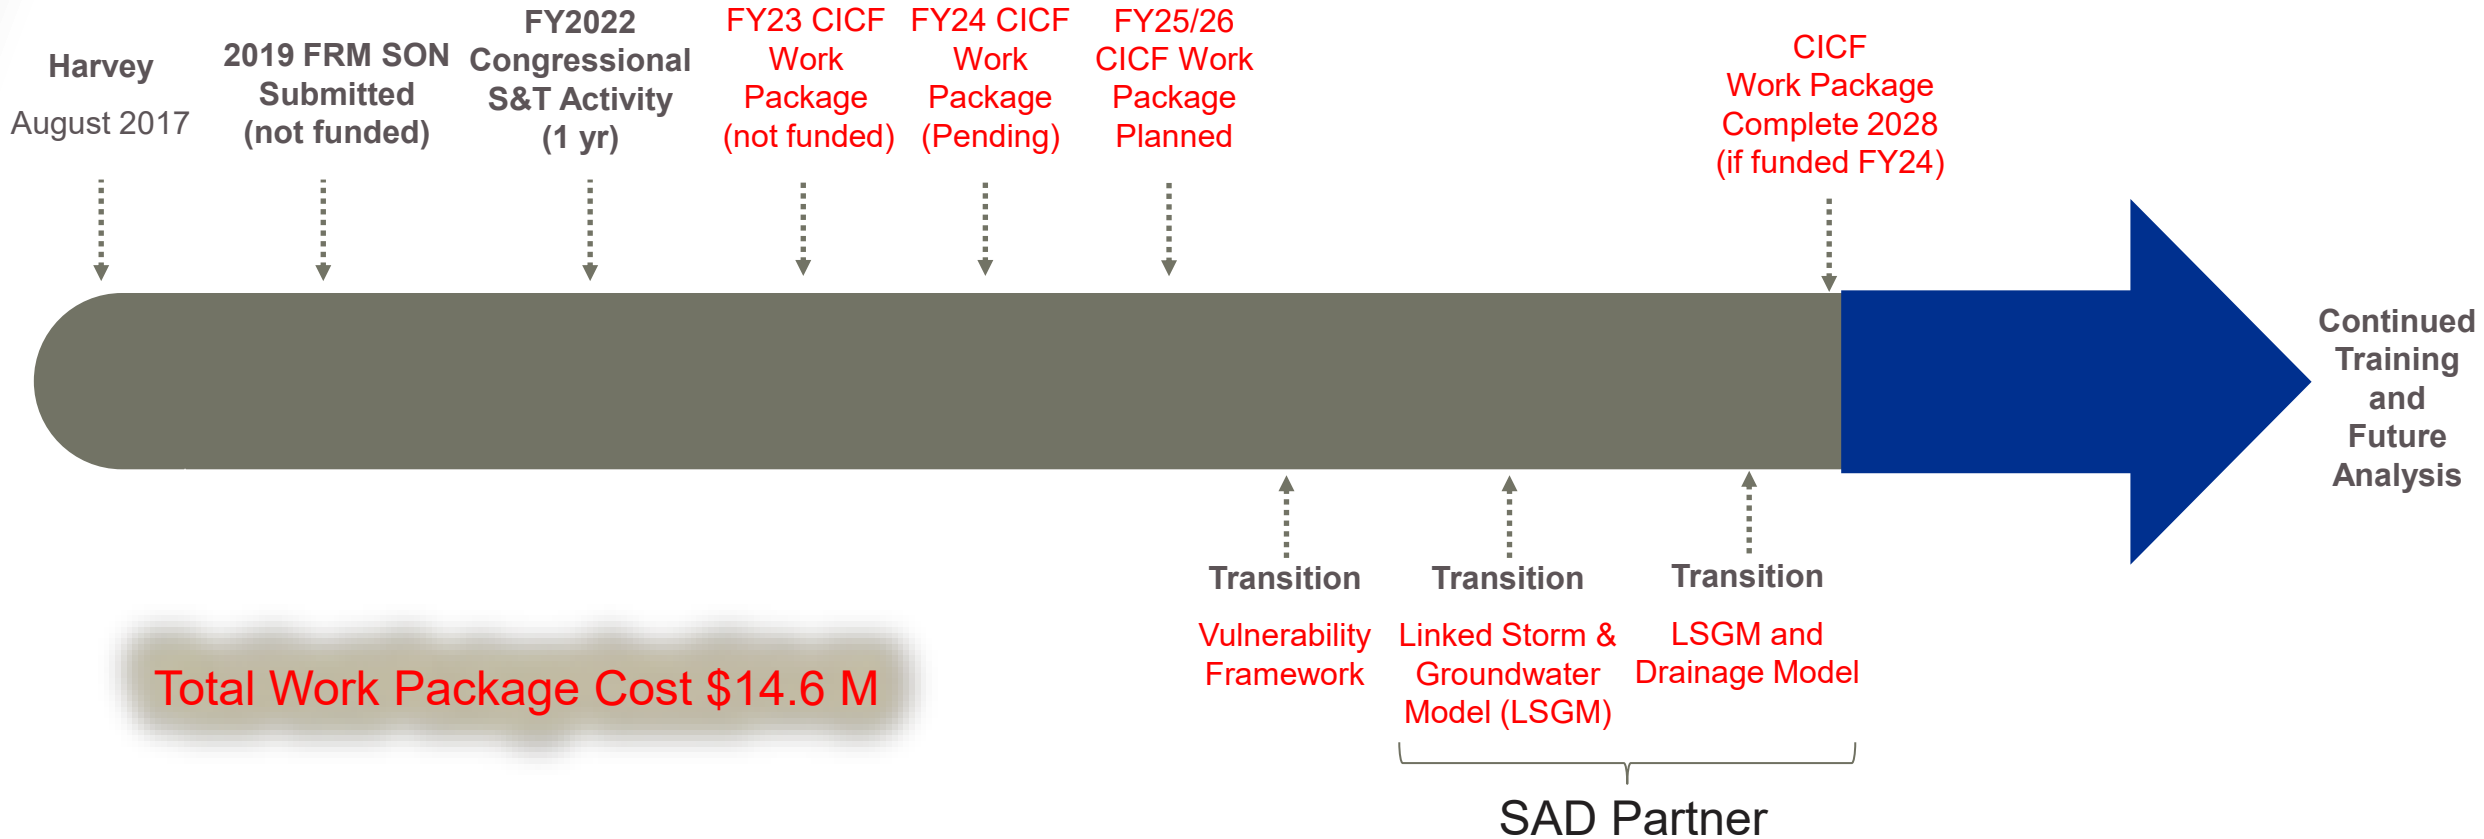 Harvey
August 2017
2019 FRM SON
Submitted
(not funded)
FY2022
Congressional
S&T Activity
(1 yr)
FY23 CICF
Work
Package
(not funded)
FY24 CICF
Work
Package
(Pending)
FY25/26
CICF Work
Package
Planned
CICF
Work Package
Complete 2028
(if funded FY24)
Continued
Training
and
Future
Analysis
Transition
Vulnerability
Framework
Transition
Linked Storm &
Groundwater
Model (LSGM)
Transition
LSGM and
Drainage Model
Total Work Package Cost $14.6 M
SAD Partner